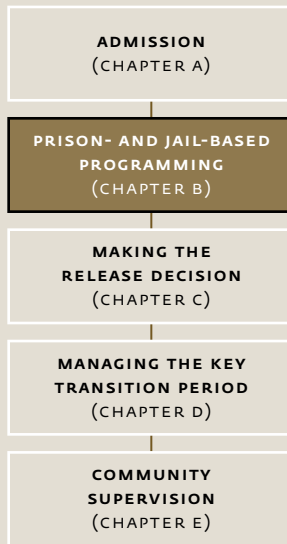 ADMISSION
(CHAPTER A)
PRISON- AND JAIL-BASED
PROGRAMMING
(CHAPTER B)
MAKING THE
RELEASE DECISION
(CHAPTER C)
MANAGING THE KEY
TRANSITION PERIOD
(CHAPTER D)
COMMUNITY
SUPERVISION
(CHAPTER E)